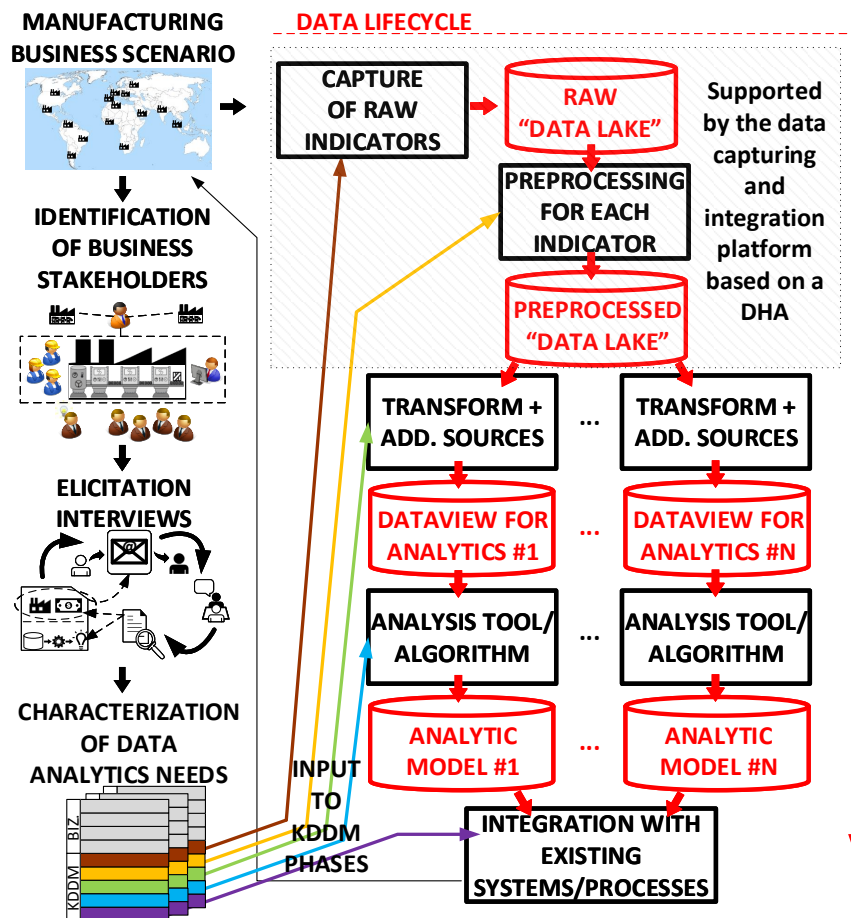 MANUFACTURING
BUSINESS SCENARIO
IDENTIFICATION
OF BUSINESS
STAKEHOLDERS
ELICITATION
INTERVIEWS
@
CHARACTERIZATION
OF DATA
ANALYTICS NEEDS
BIZ
KDDM
INPUT
TO
KDDM
PHASES
DATA LIFECYCLE
CAPTURE
OF RAW
INDICATORS
RAW
“DATA LAKE”
Supported
by the data
capturing
and
integration
platform
based on a
DHA
PREPROCESSING
FOR EACH
INDICATOR
PREPROCESSED
“DATA LAKE”
TRANSFORM +
ADD. SOURCES
...
TRANSFORM +
ADD. SOURCES
DATAVIEW FOR
ANALYTICS #1
...
DATAVIEW FOR
ANALYTICS #N
ANALYSIS TOOL/
ALGORITHM
...
ANALYSIS TOOL/
ALGORITHM
ANALYTIC
MODEL #1
...
ANALYTIC
MODEL #N
INTEGRATION WITH
EXISTING
SYSTEMS/PROCESSES